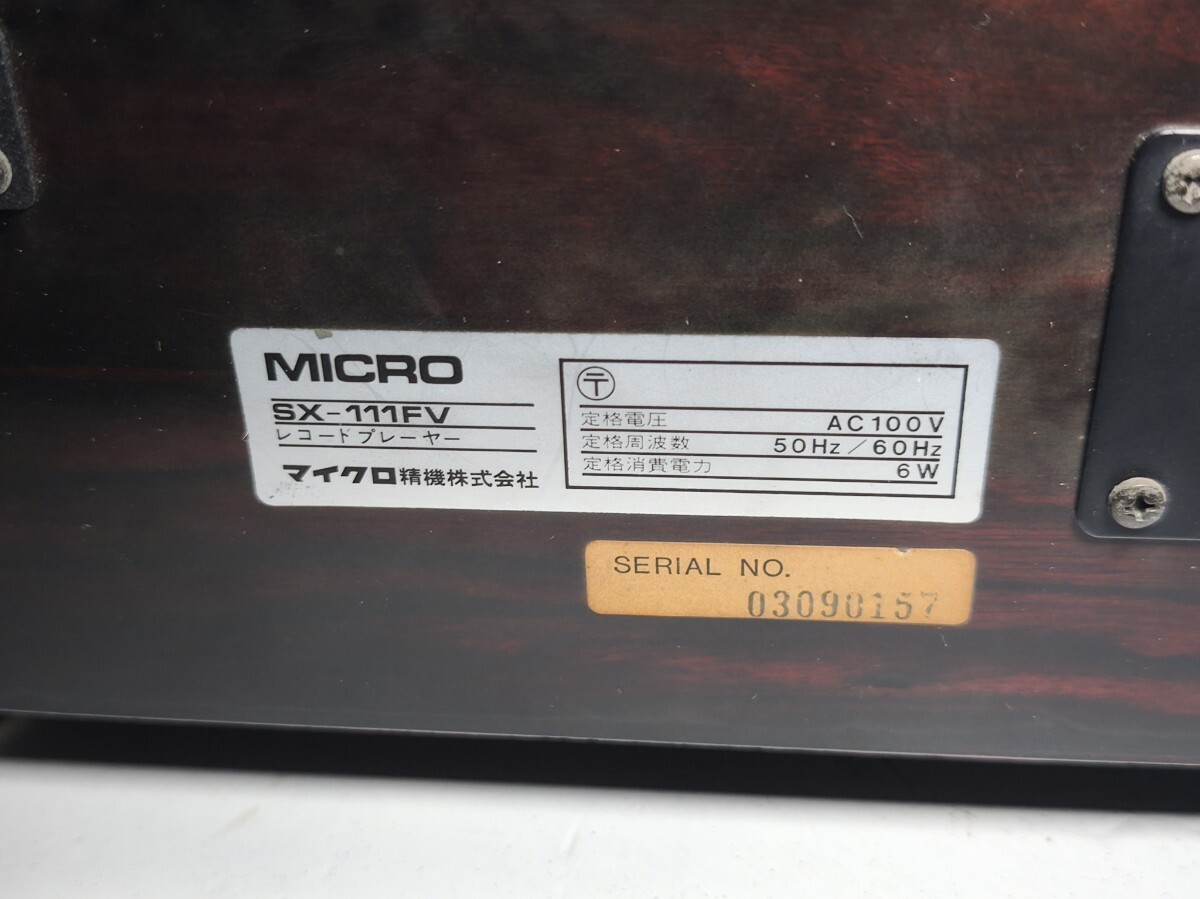 MICRO
SX-111FV
レコードプレーヤー
マイクロ精機株式会社
〒
定格電圧 AC100V
定格周波数 50Hz/60Hz
定格消費電力 6W
SERIAL NO.
03090157